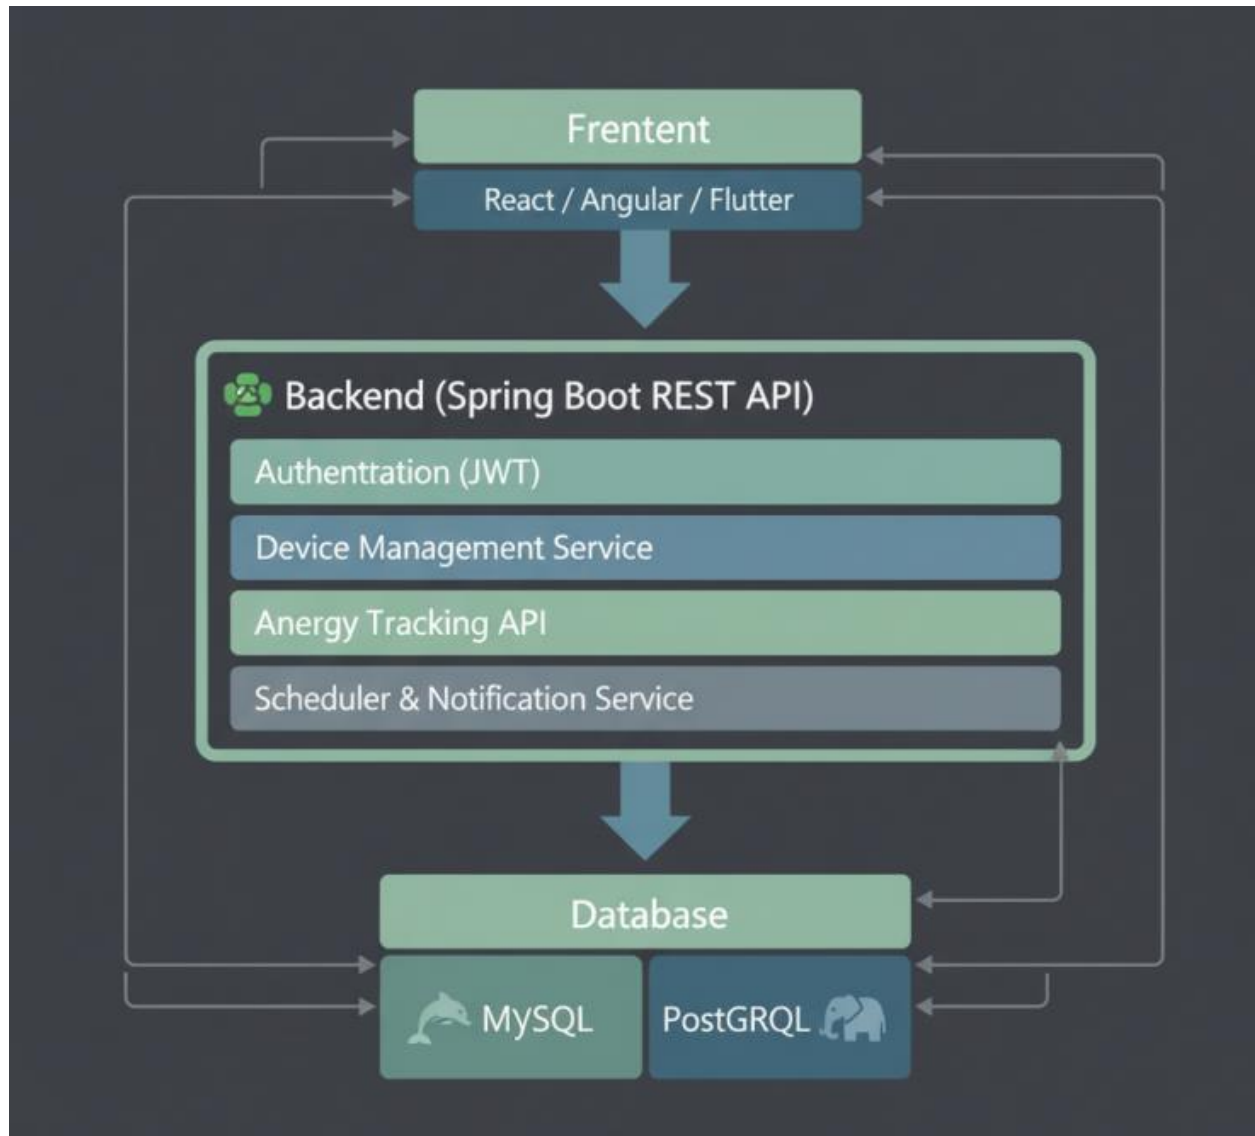 Frentent
React / Angular / Flutter
Backend (Spring Boot REST API)
Authenttration (JWT)
Device Management Service
Anergy Tracking API
Scheduler & Notification Service
Database
MySQL
PostGRQL